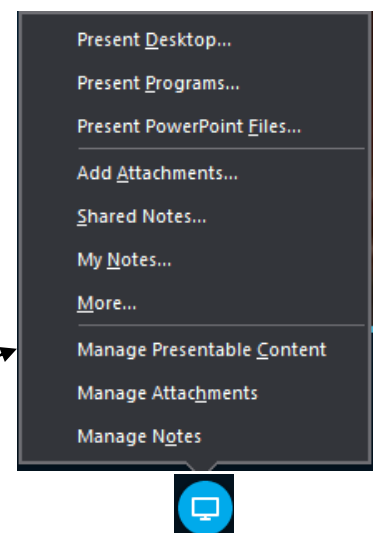 Present Desktop...
Present Programs...
Present PowerPoint Files...
Add Attachments...
Shared Notes...
My Notes...
More...
Manage Presentable Content
Manage Attachments
Manage Notes